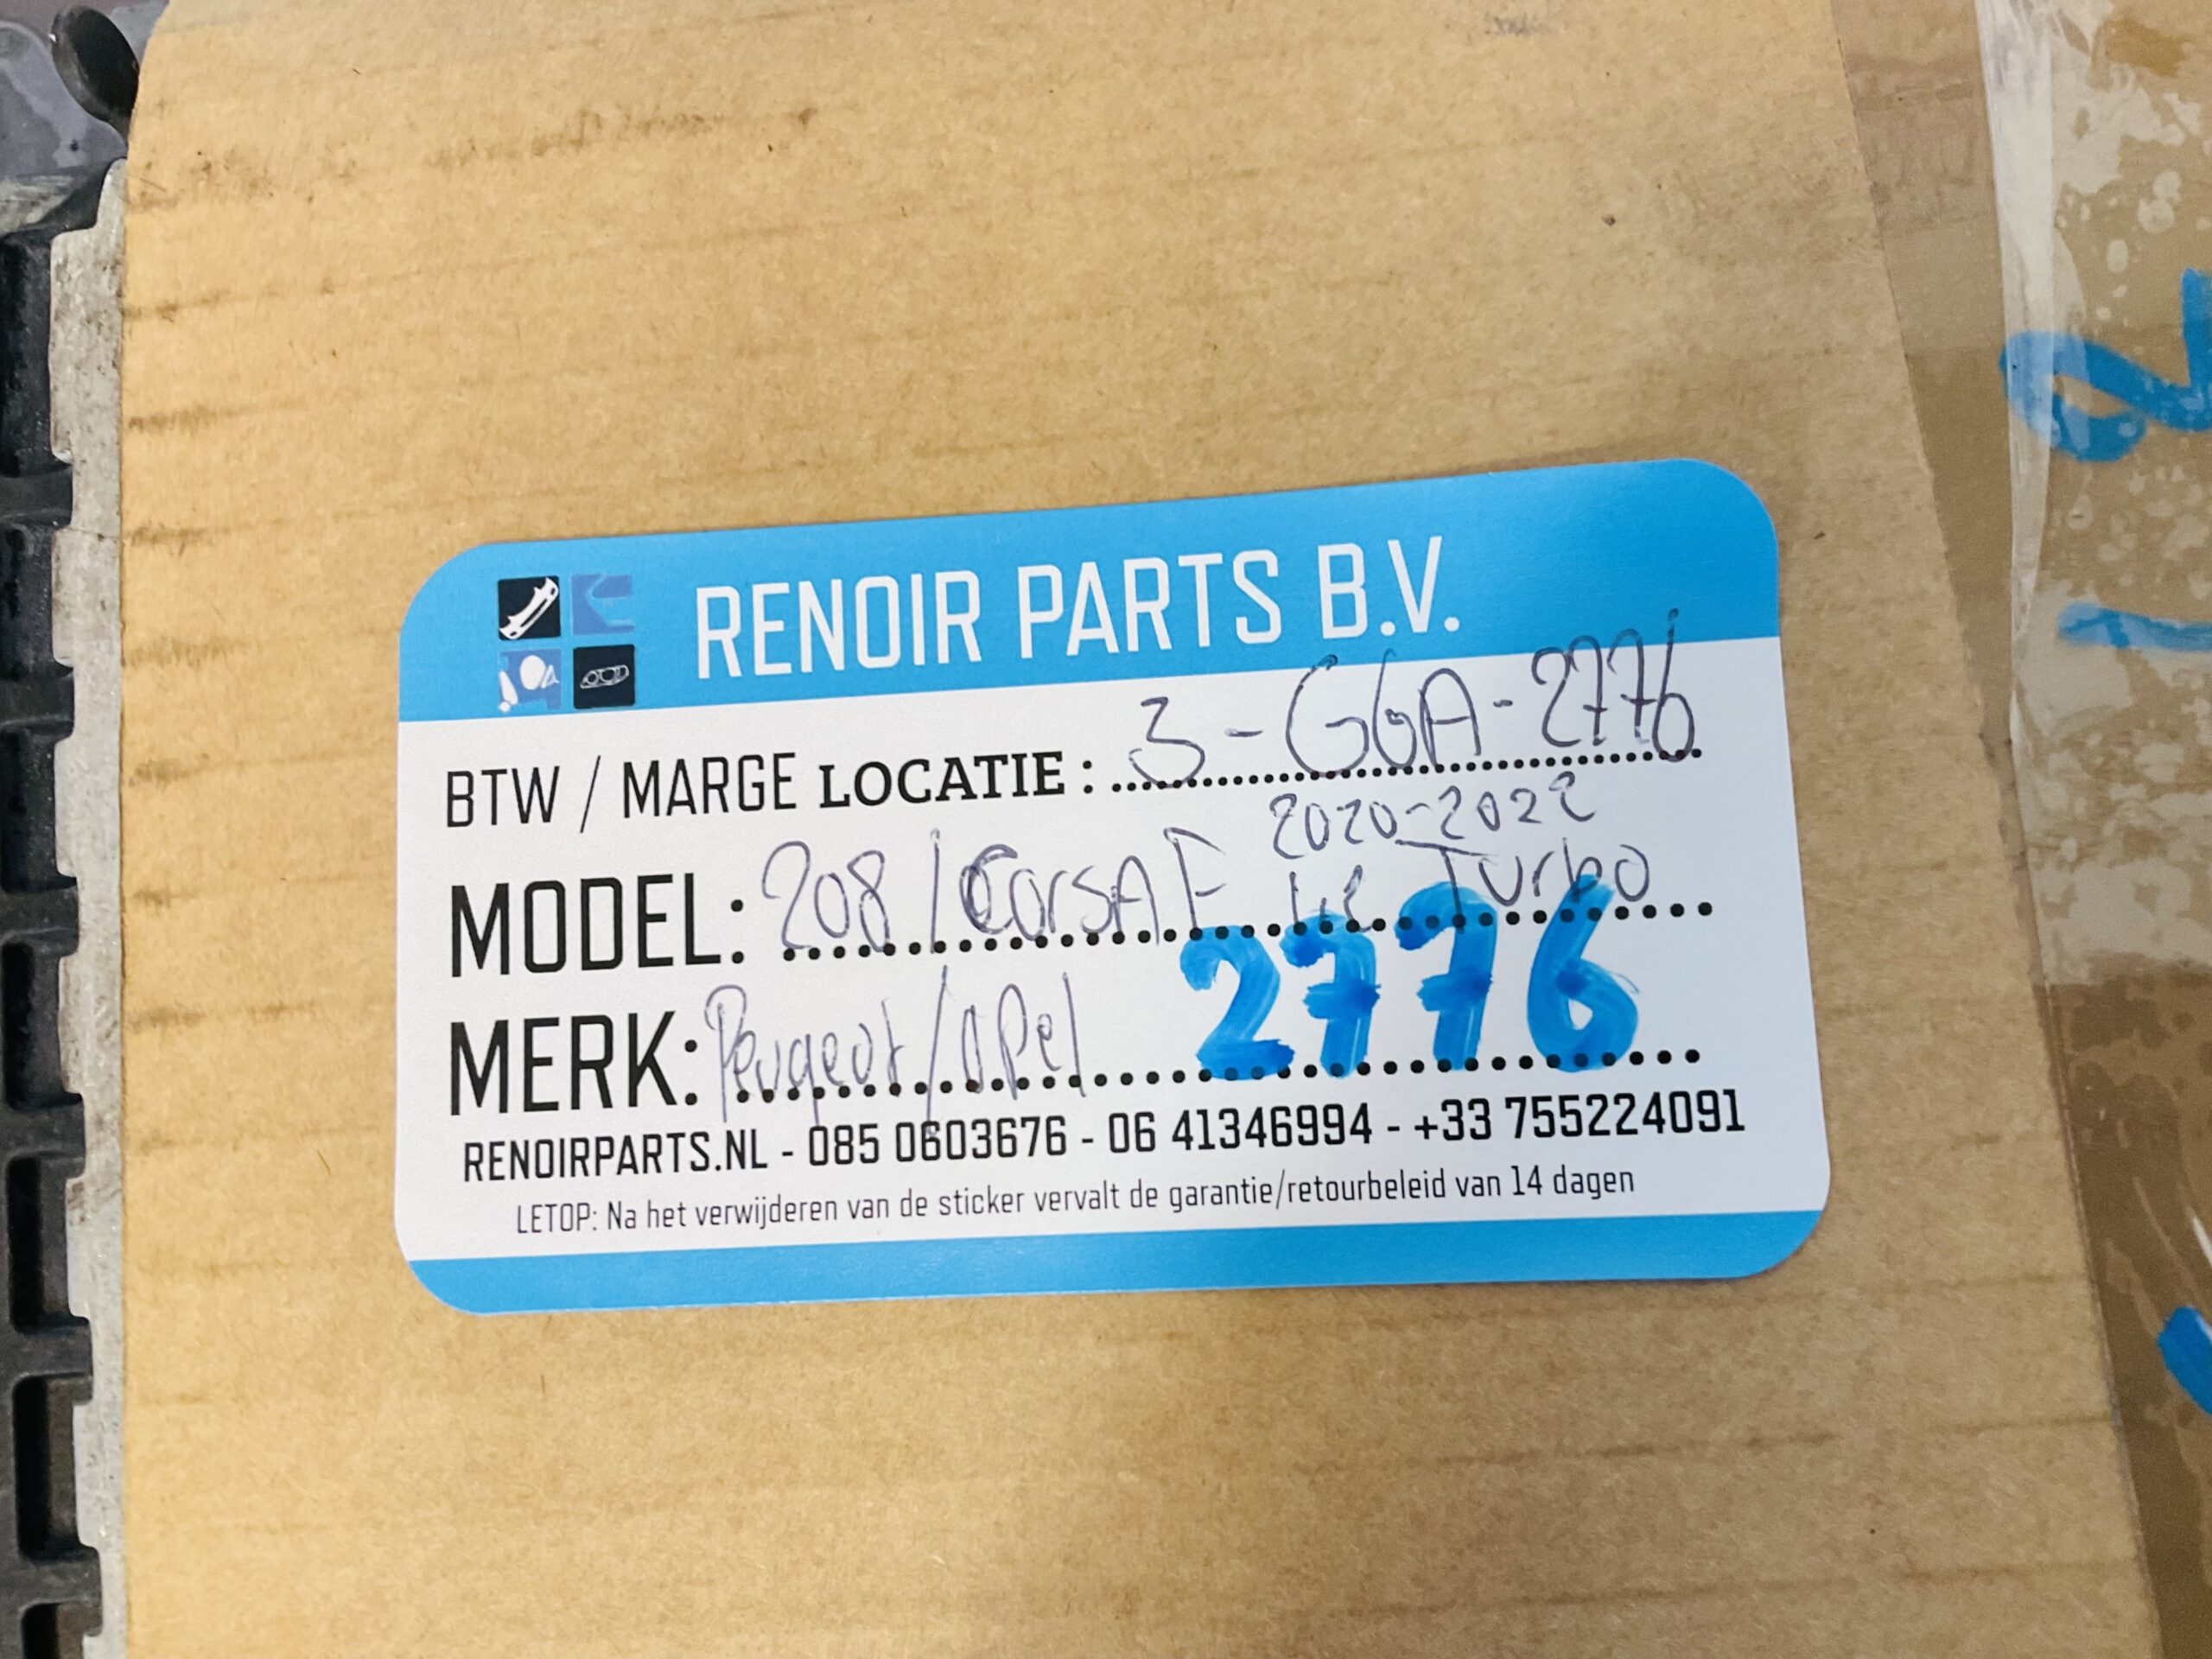 RENOIR PARTS B.V.
BTW / MARGE LOCATIE: 3-G6A-2776
2020-2022
MODEL: 208/Corsa F 1.2 Turbo
MERK: Peugeot/Opel 2776
RENOIRPARTS.NL - 085 0603676 - 06 41346994 - +33 755224091
LETOP: Na het verwijderen van de sticker vervalt de garantie/retourbeleid van 14 dagen